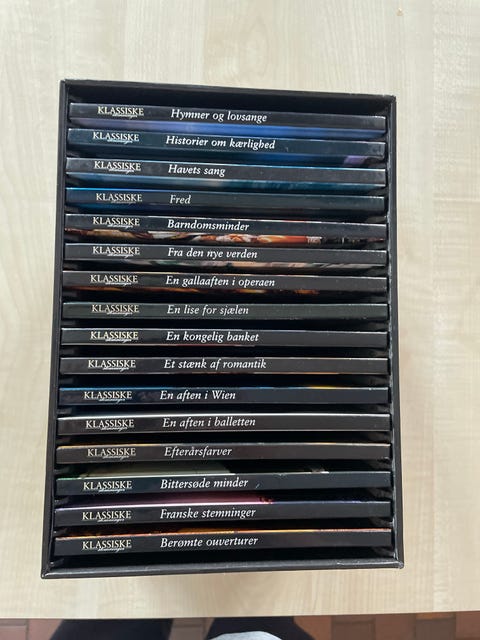 KLASSISKE Hymner og lovsange
KLASSISKE Historier om kærlighed
KLASSISKE Havets sang
KLASSISKE Fred
KLASSISKE Barndomsminder
KLASSISKE Fra den nye verden
KLASSISKE En gallaaften i operaen
KLASSISKE En lise for sjælen
KLASSISKE En kongelig banket
KLASSISKE Et stænk af romantik
KLASSISKE En aften i Wien
KLASSISKE En aften i balletten
KLASSISKE Efterårsfarver
KLASSISKE Bittersøde minder
KLASSISKE Franske stemninger
KLASSISKE Berømte ouverturer